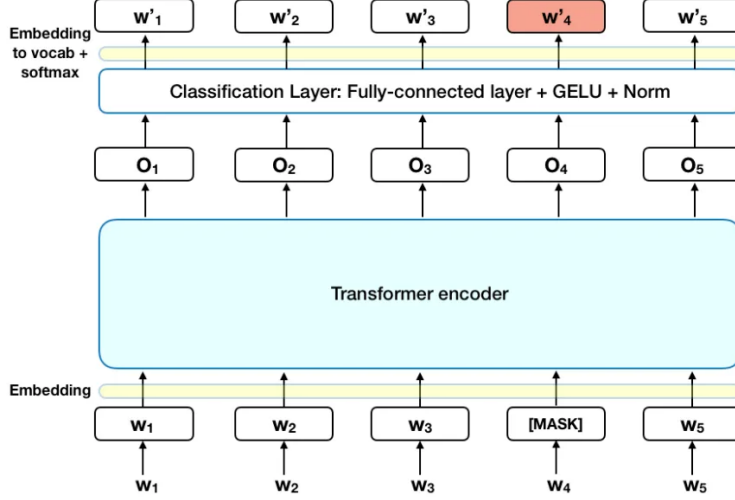 w'₁ w'₂ w'₃ w'₄ w'₅
Embedding
to vocab +
softmax
Classification Layer: Fully-connected layer + GELU + Norm
O₁ O₂ O₃ O₄ O₅
Transformer encoder
Embedding
W₁ W₂ W₃ [MASK] W₅
W₁ W₂ W₃ W₄ W₅